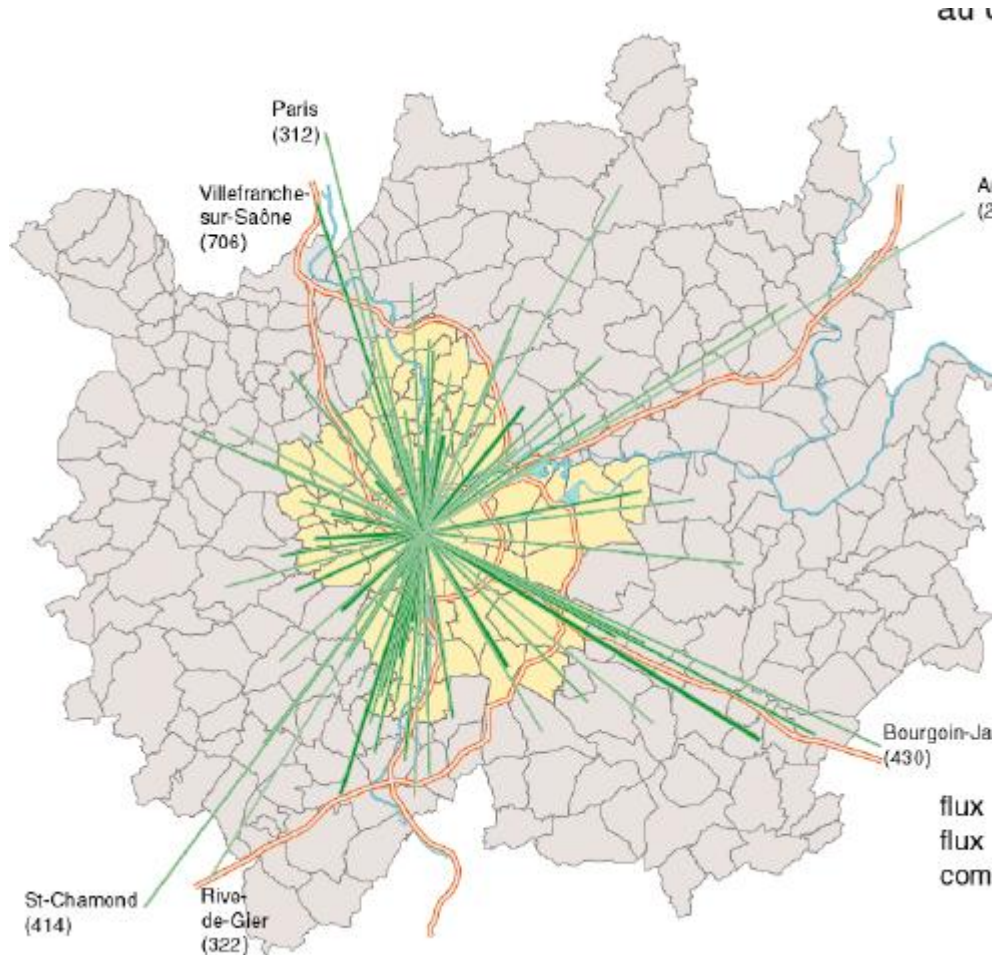 au
Paris
(312)
Villefranche-
sur-Saône
(706)
(2
Bourgoin-Ja
(430)
flux
flux
com
St-Chamond
(414)
Rive-
de-Gier
(322)